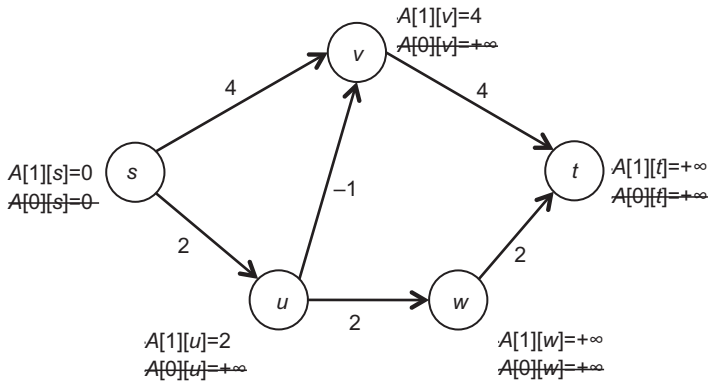 A[1][v]=4
A[0][v]=+∞
v
4
4
A[1][s]=0
A[0][s]=0
s
t
A[1][t]=+∞
A[0][t]=+∞
–1
2
2
u
w
2
A[1][u]=2
A[0][u]=+∞
A[1][w]=+∞
A[0][w]=+∞